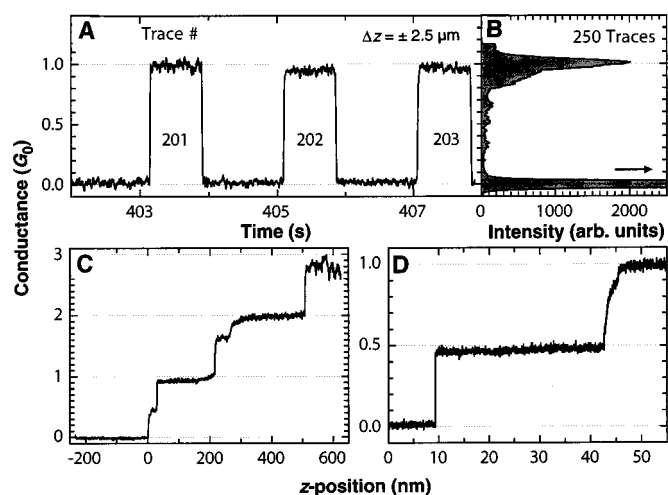 A Trace # Δz = ± 2.5 µm
B 250 Traces
Conductance (G0)
1.0
0.5
0.0
201 202 203
403 405 407
Time (s)
0 1000 2000
Intensity (arb. units)
C
3
2
1
0
-200 0 200 400 600
D
1.0
0.5
0.0
0 10 20 30 40 50
z-position (nm)